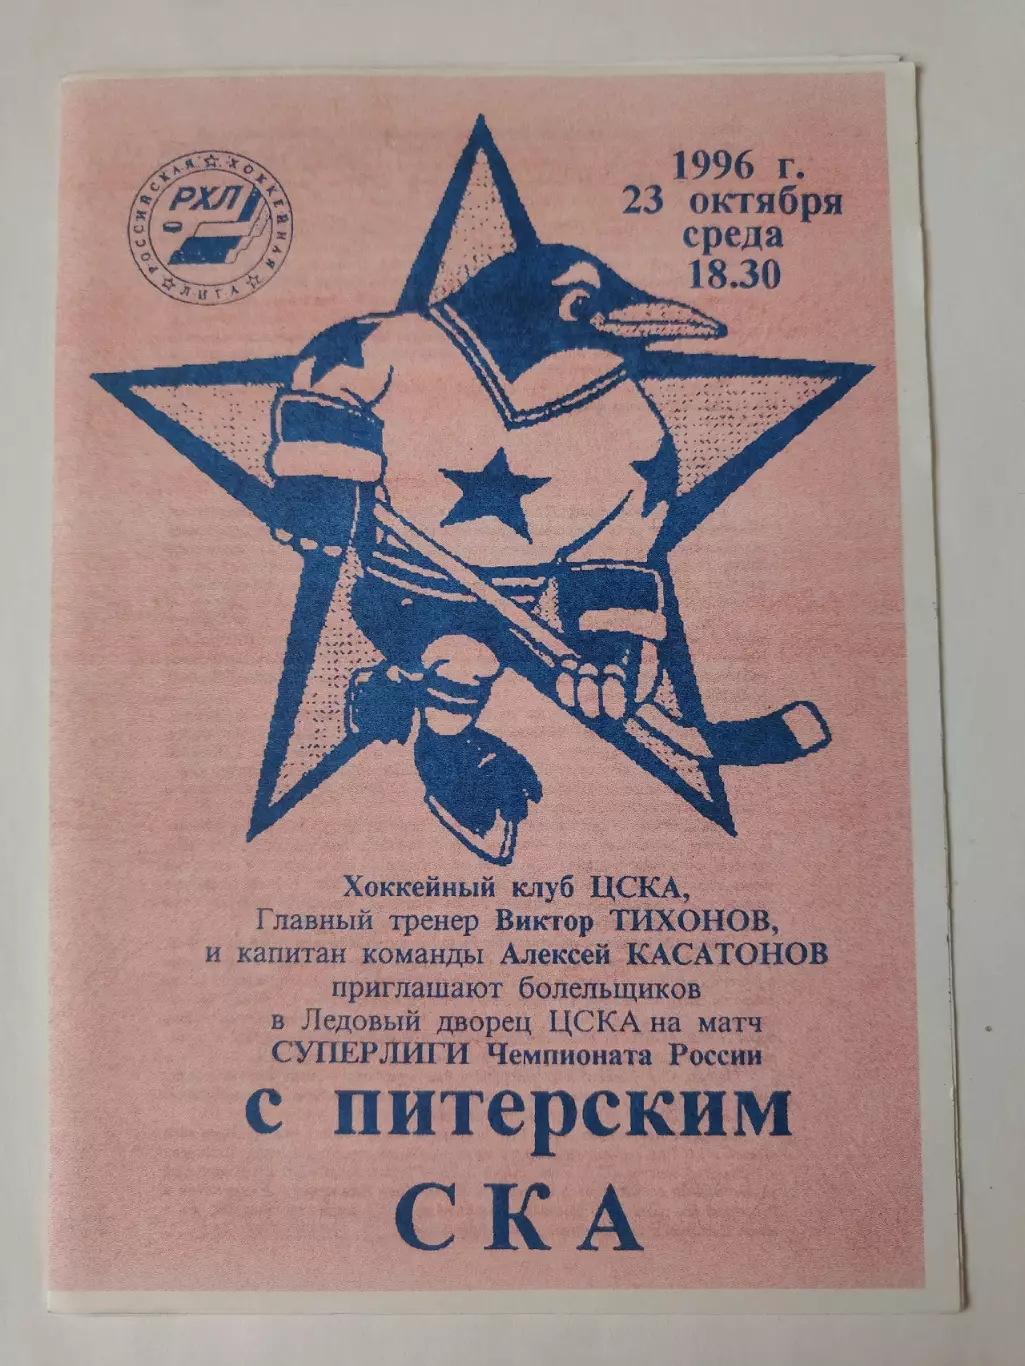 РОССИЙСКАЯ ☆ ХОККЕЙНАЯ ☆ ЛИГА ☆
РХЛ
1996 г.
23 октября
среда
18.30
Хоккейный клуб ЦСКА,
Главный тренер Виктор ТИХОНОВ,
и капитан команды Алексей КАСАТОНОВ
приглашают болельщиков
в Ледовый дворец ЦСКА на матч
СУПЕРЛИГИ Чемпионата России
с питерским
СКА